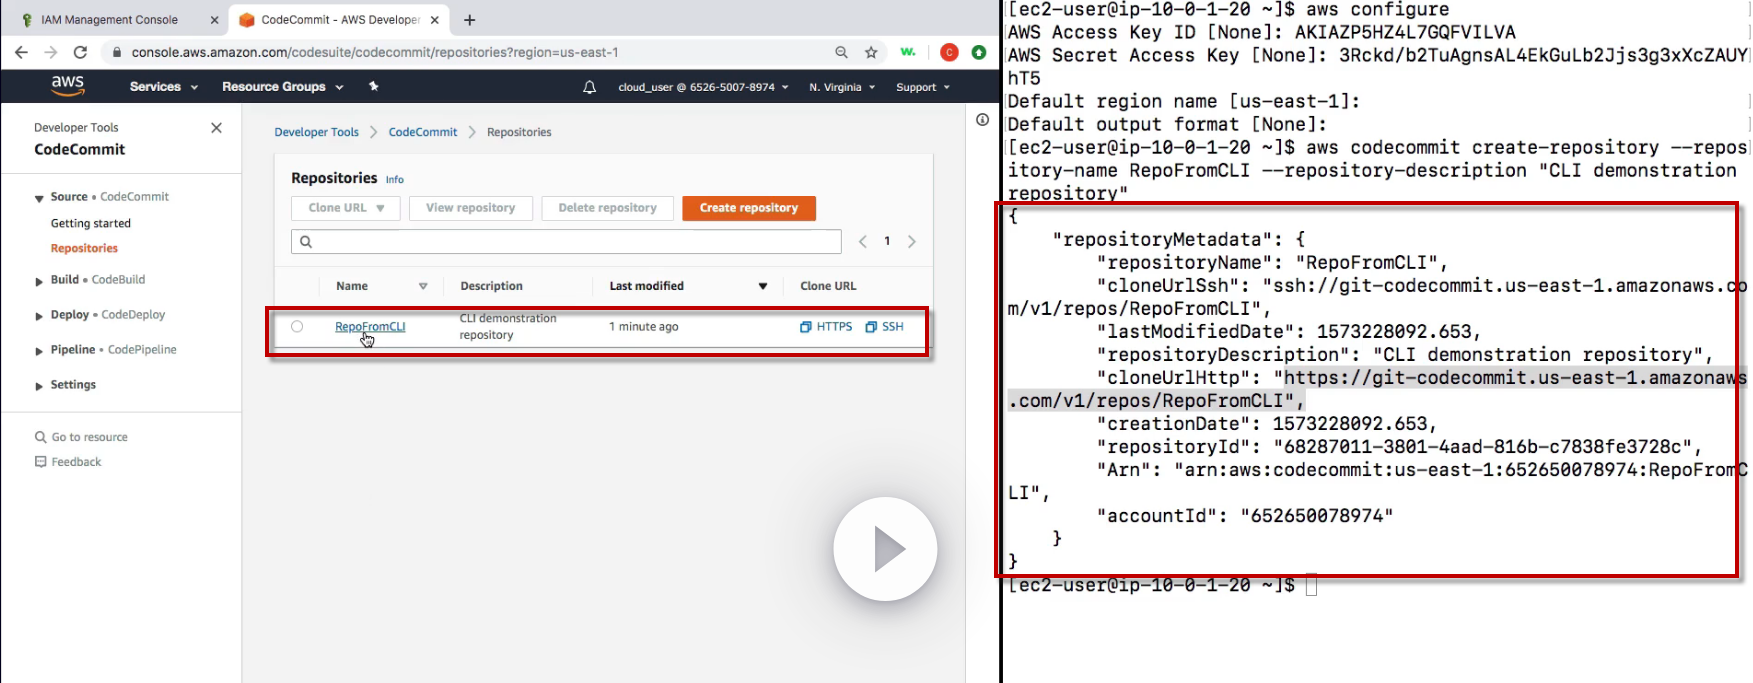 IAM Management Console
CodeCommit - AWS Developer
console.aws.amazon.com/codesuite/codecommit/repositories?region=us-east-1
w.
C
aws
Services
Resource Groups
cloud_user @ 6526-5007-8974
N. Virginia
Support
Developer Tools
CodeCommit
Source • CodeCommit
Getting started
Repositories
Build • CodeBuild
Deploy • CodeDeploy
Pipeline • CodePipeline
Settings
Go to resource
Feedback
Developer Tools > CodeCommit > Repositories
Repositories Info
Clone URL
View repository
Delete repository
Create repository
1
Name Description Last modified Clone URL
RepoFromCLI CLI demonstration repository 1 minute ago HTTPS SSH
[ec2-user@ip-10-0-1-20 ~]$ aws configure
AWS Access Key ID [None]: AKIAZP5HZ4L7GQFVILVA
AWS Secret Access Key [None]: 3Rckd/b2TuAgnsAL4EkGuLb2Jjs3g3xXcZAUY
hT5
Default region name [us-east-1]:
Default output format [None]:
[ec2-user@ip-10-0-1-20 ~]$ aws codecommit create-repository --repos
itory-name RepoFromCLI --repository-description "CLI demonstration
repository"
{
"repositoryMetadata": {
"repositoryName": "RepoFromCLI",
"cloneUrlSsh": "ssh://git-codecommit.us-east-1.amazonaws.co
m/v1/repos/RepoFromCLI",
"lastModifiedDate": 1573228092.653,
"repositoryDescription": "CLI demonstration repository",
"cloneUrlHttp": "https://git-codecommit.us-east-1.amazonaws
.com/v1/repos/RepoFromCLI",
"creationDate": 1573228092.653,
"repositoryId": "68287011-3801-4aad-816b-c7838fe3728c",
"Arn": "arn:aws:codecommit:us-east-1:652650078974:RepoFromC
LI",
"accountId": "652650078974"
}
}
[ec2-user@ip-10-0-1-20 ~]$